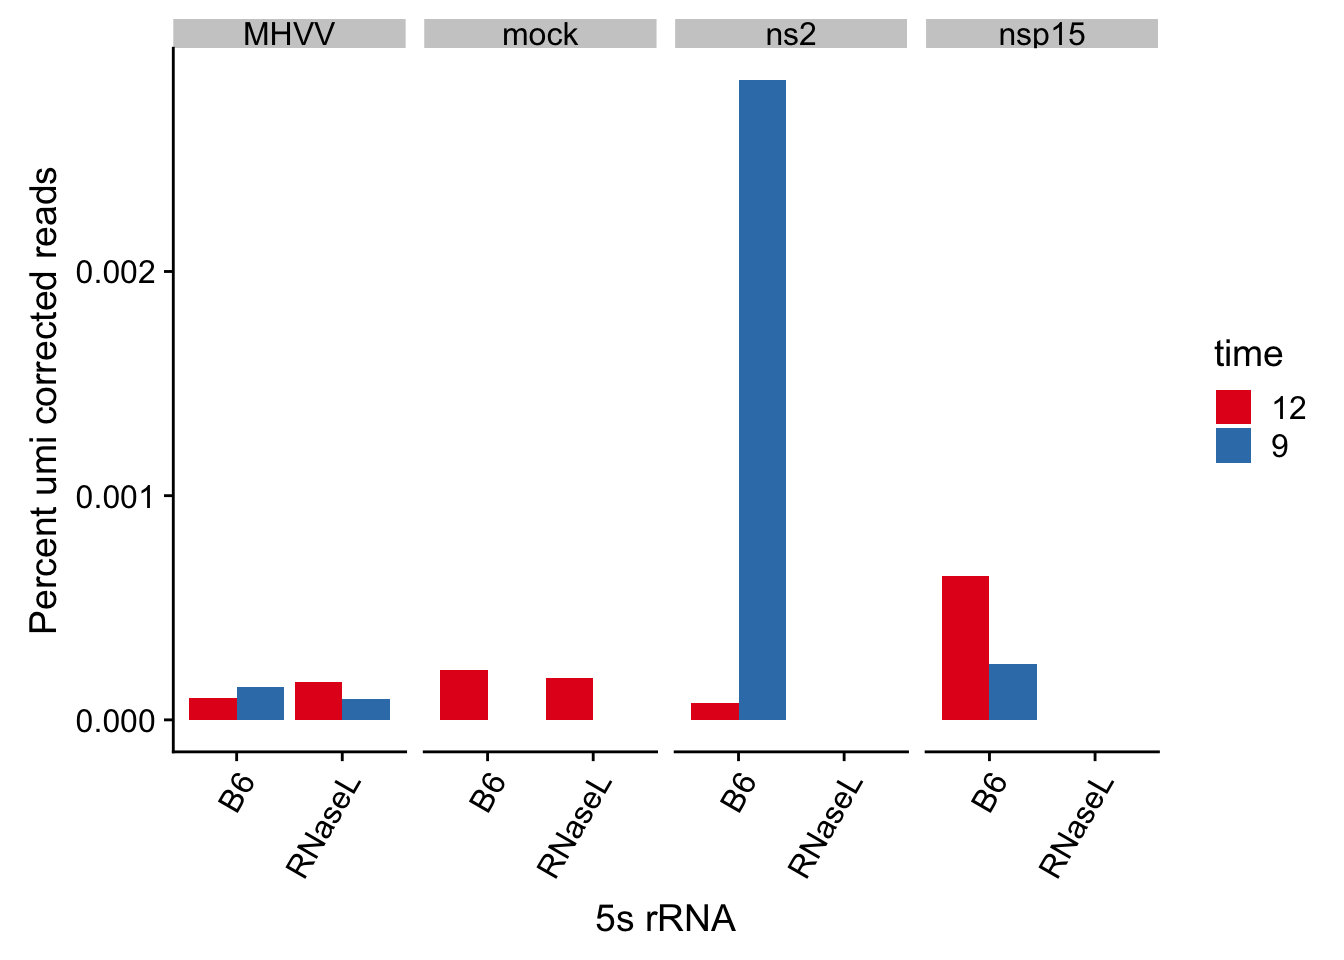 MHVV mock ns2 nsp15
Percent umi corrected reads
0.002
0.001
0.000
time
12
9
B6 RNaseL B6 RNaseL B6 RNaseL B6 RNaseL
5s rRNA